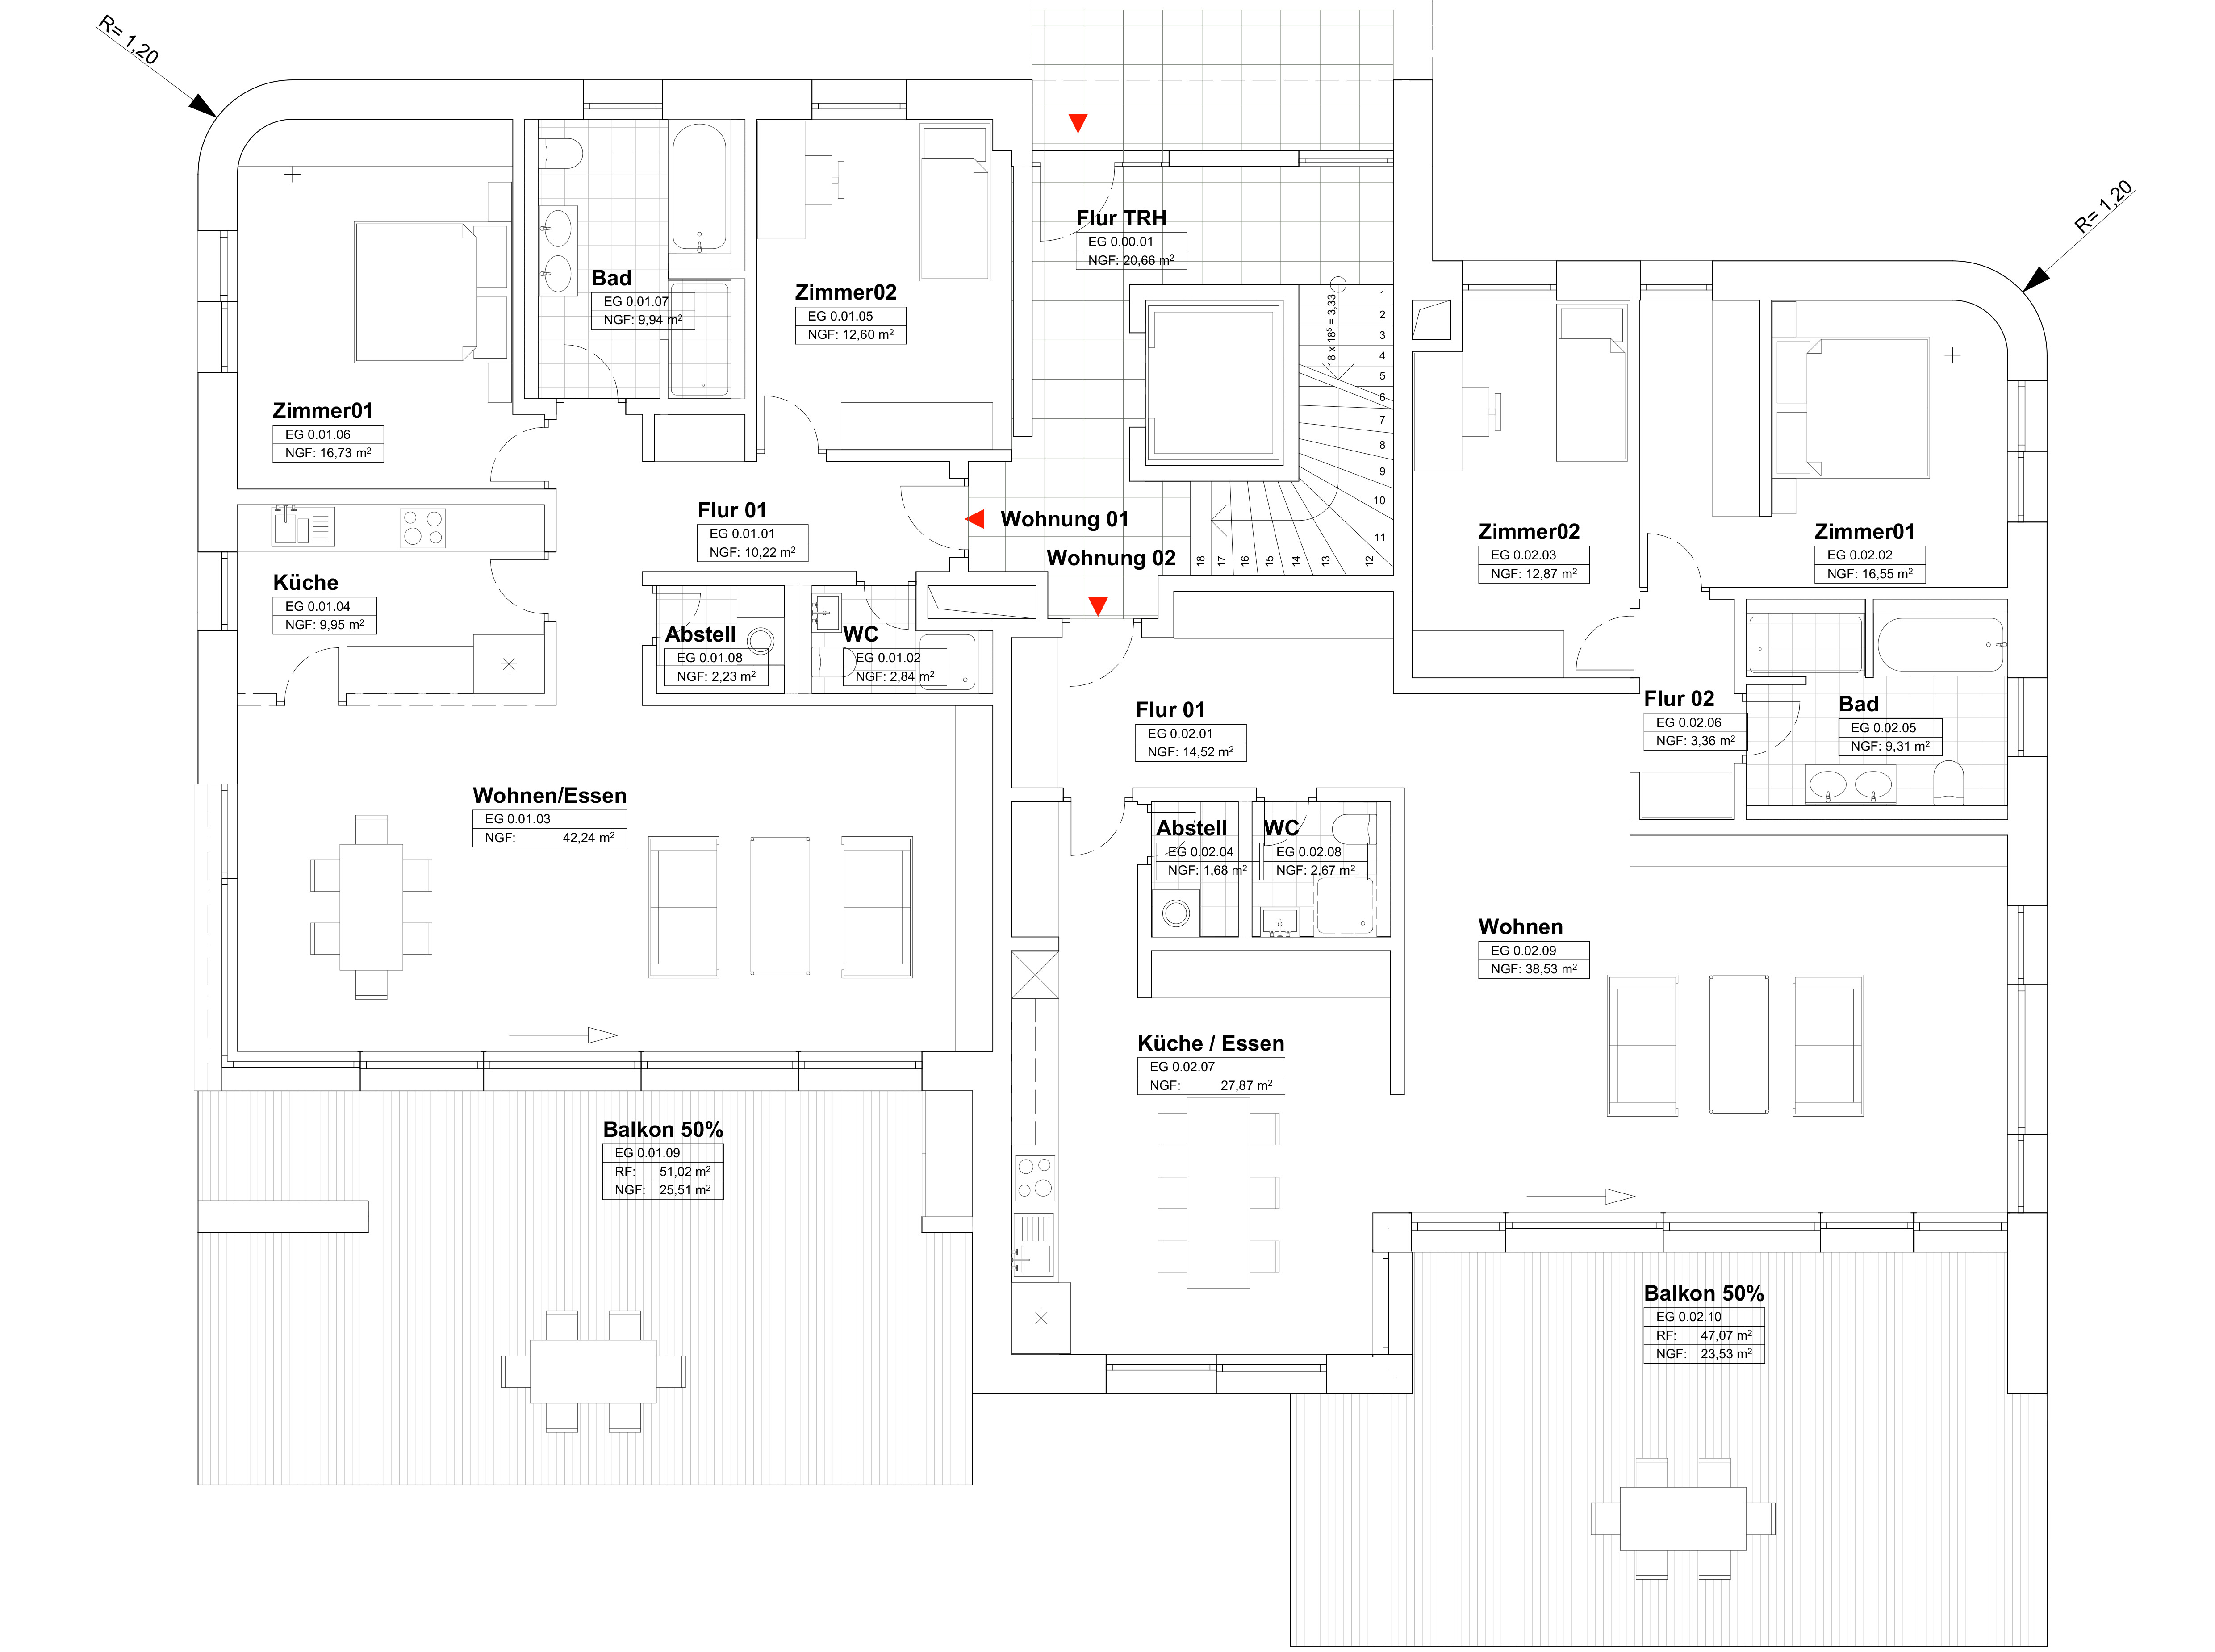 R= 1,20
R= 1,20
Flur TRH
EG 0.00.01
NGF: 20,66 m²
Bad
EG 0.01.07
NGF: 9,94 m²
Zimmer02
EG 0.01.05
NGF: 12,60 m²
18 x 18⁵ = 3,33
1
2
3
4
5
6
7
8
9
10
11
12
13
14
15
16
17
18
Zimmer01
EG 0.01.06
NGF: 16,73 m²
Flur 01
EG 0.01.01
NGF: 10,22 m²
Wohnung 01
Wohnung 02
Zimmer02
EG 0.02.03
NGF: 12,87 m²
Zimmer01
EG 0.02.02
NGF: 16,55 m²
Küche
EG 0.01.04
NGF: 9,95 m²
Abstell
EG 0.01.08
NGF: 2,23 m²
WC
EG 0.01.02
NGF: 2,84 m²
Flur 01
EG 0.02.01
NGF: 14,52 m²
Flur 02
EG 0.02.06
NGF: 3,36 m²
Bad
EG 0.02.05
NGF: 9,31 m²
Wohnen/Essen
EG 0.01.03
NGF: 42,24 m²
Abstell
EG 0.02.04
NGF: 1,68 m²
WC
EG 0.02.08
NGF: 2,67 m²
Wohnen
EG 0.02.09
NGF: 38,53 m²
Küche / Essen
EG 0.02.07
NGF: 27,87 m²
Balkon 50%
EG 0.01.09
RF: 51,02 m²
NGF: 25,51 m²
Balkon 50%
EG 0.02.10
RF: 47,07 m²
NGF: 23,53 m²